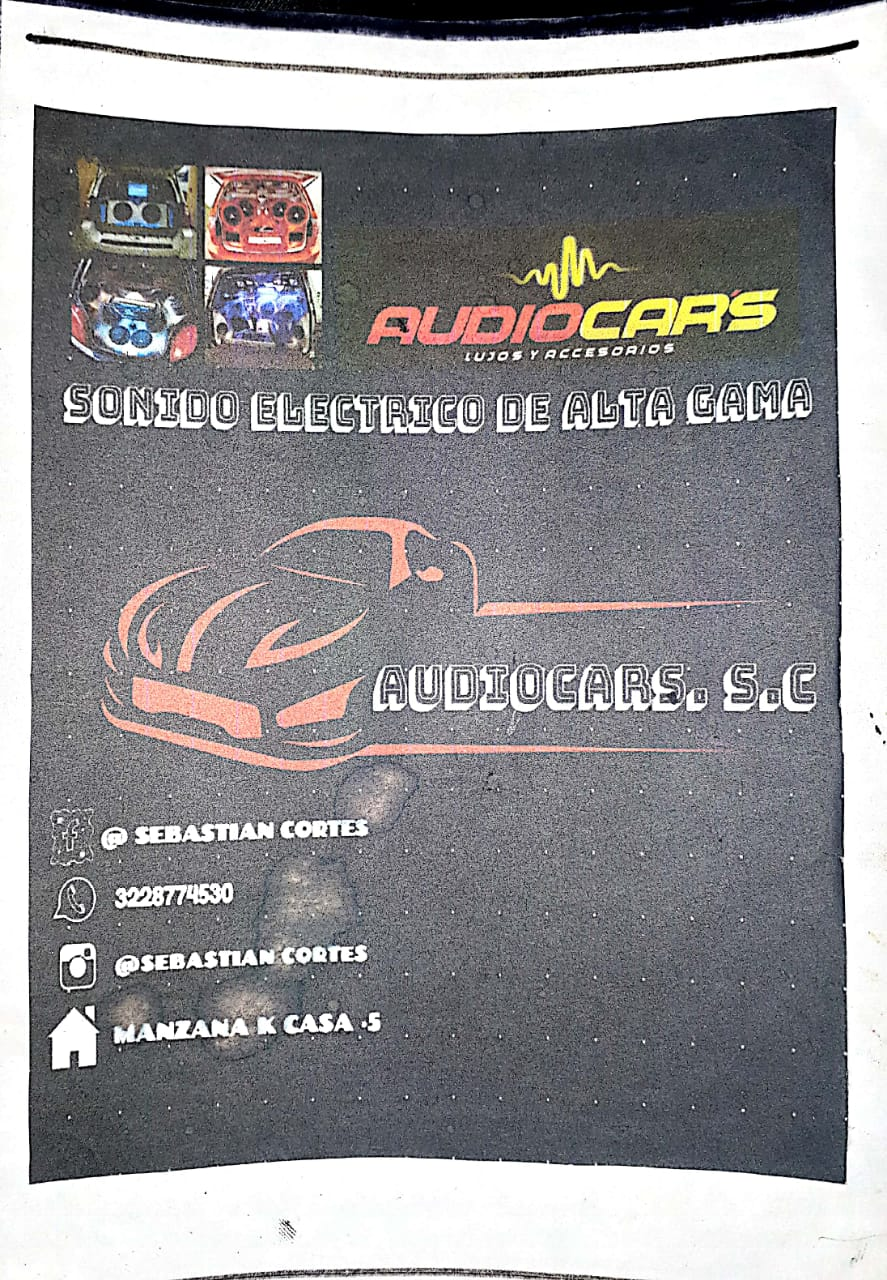 AUDIOCAR'S
LUJOS Y ACCESORIOS
SONIDO ELECTRICO DE ALTA GAMA
AUDIOCARS. S.C
@ SEBASTIAN CORTES
3228774530
@SEBASTIAN CORTES
MANZANA K CASA .5